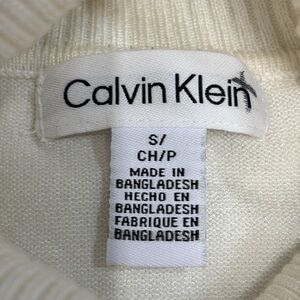 Calvin Klein
S/
CH/P
MADE IN
BANGLADESH
HECHO EN
BANGLADESH
FABRIQUE EN
BANGLADESH